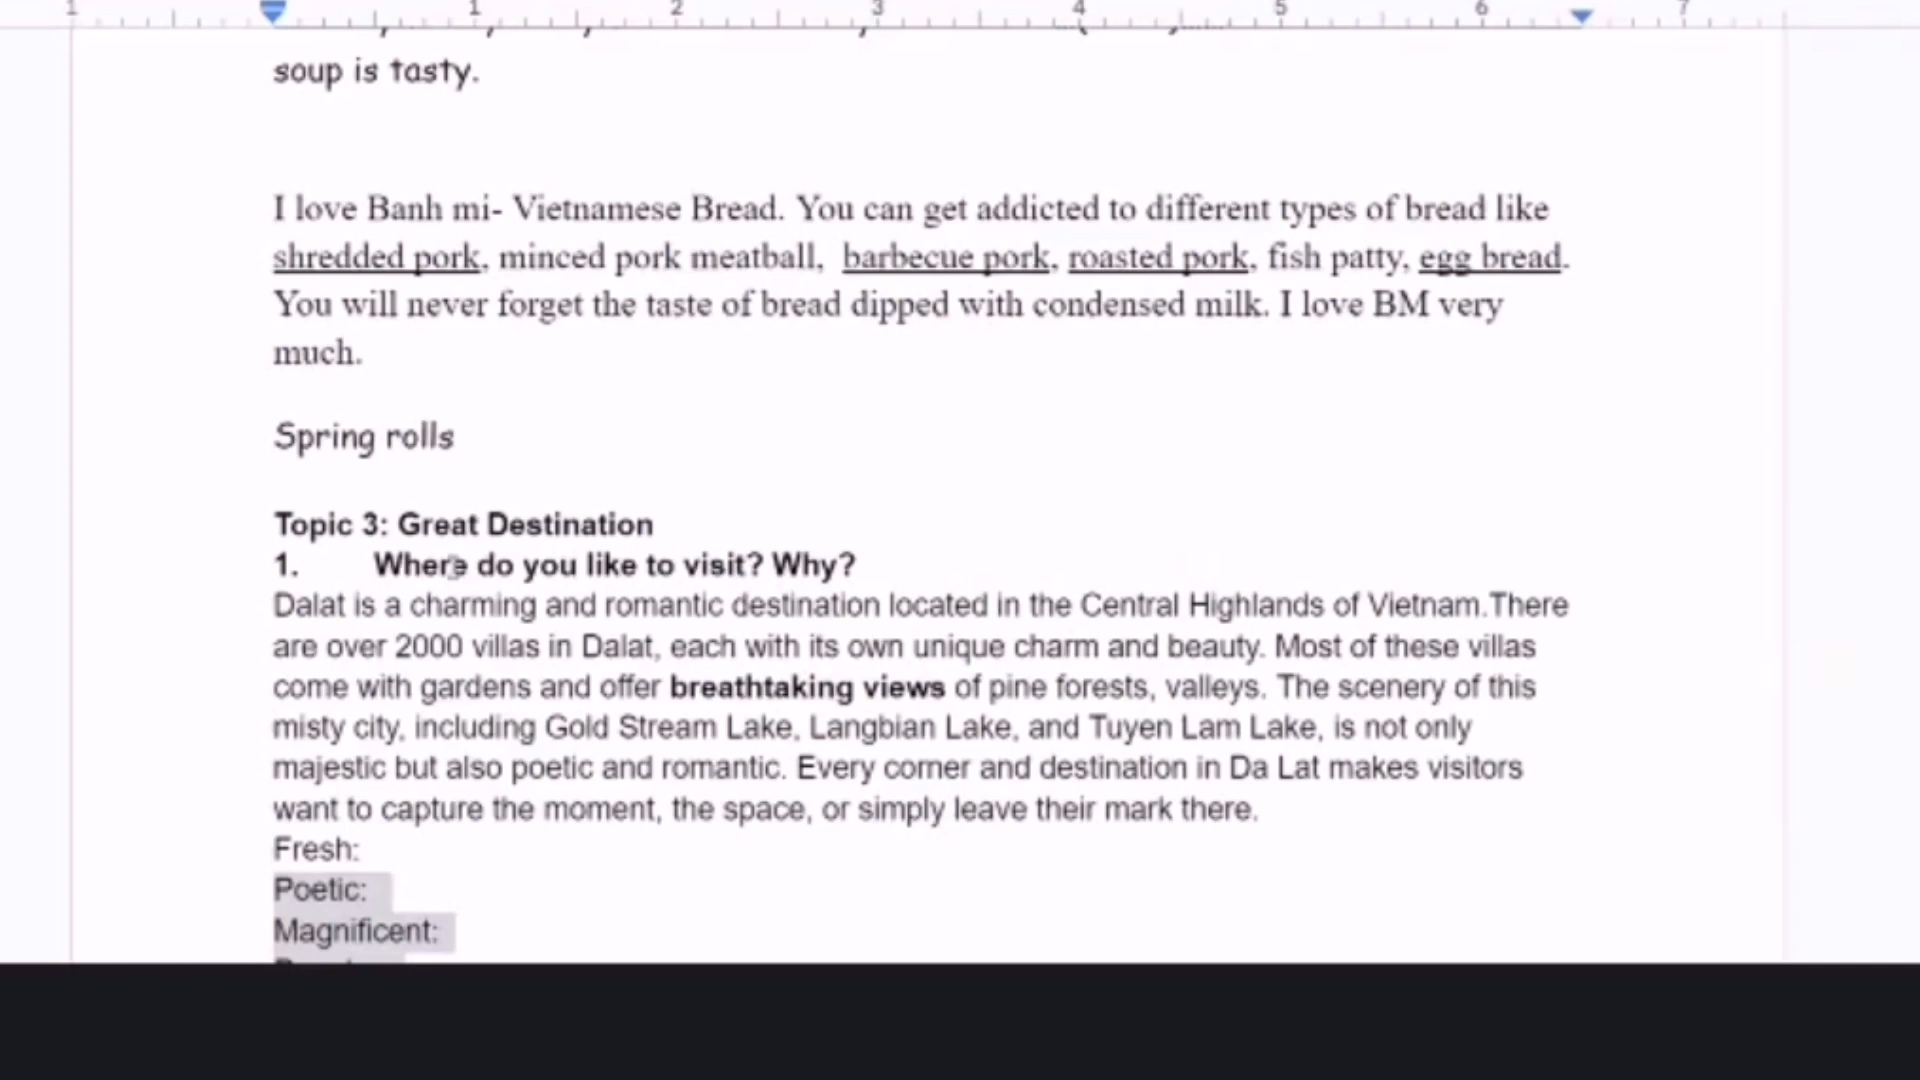 1 1 2 3 4 5 6 7
soup is tasty.
I love Banh mi- Vietnamese Bread. You can get addicted to different types of bread like
shredded pork, minced pork meatball, barbecue pork, roasted pork, fish patty, egg bread.
You will never forget the taste of bread dipped with condensed milk. I love BM very
much.
Spring rolls
Topic 3: Great Destination
1. Where do you like to visit? Why?
Dalat is a charming and romantic destination located in the Central Highlands of Vietnam.There
are over 2000 villas in Dalat, each with its own unique charm and beauty. Most of these villas
come with gardens and offer breathtaking views of pine forests, valleys. The scenery of this
misty city, including Gold Stream Lake, Langbian Lake, and Tuyen Lam Lake, is not only
majestic but also poetic and romantic. Every corner and destination in Da Lat makes visitors
want to capture the moment, the space, or simply leave their mark there.
Fresh:
Poetic:
Magnificent: